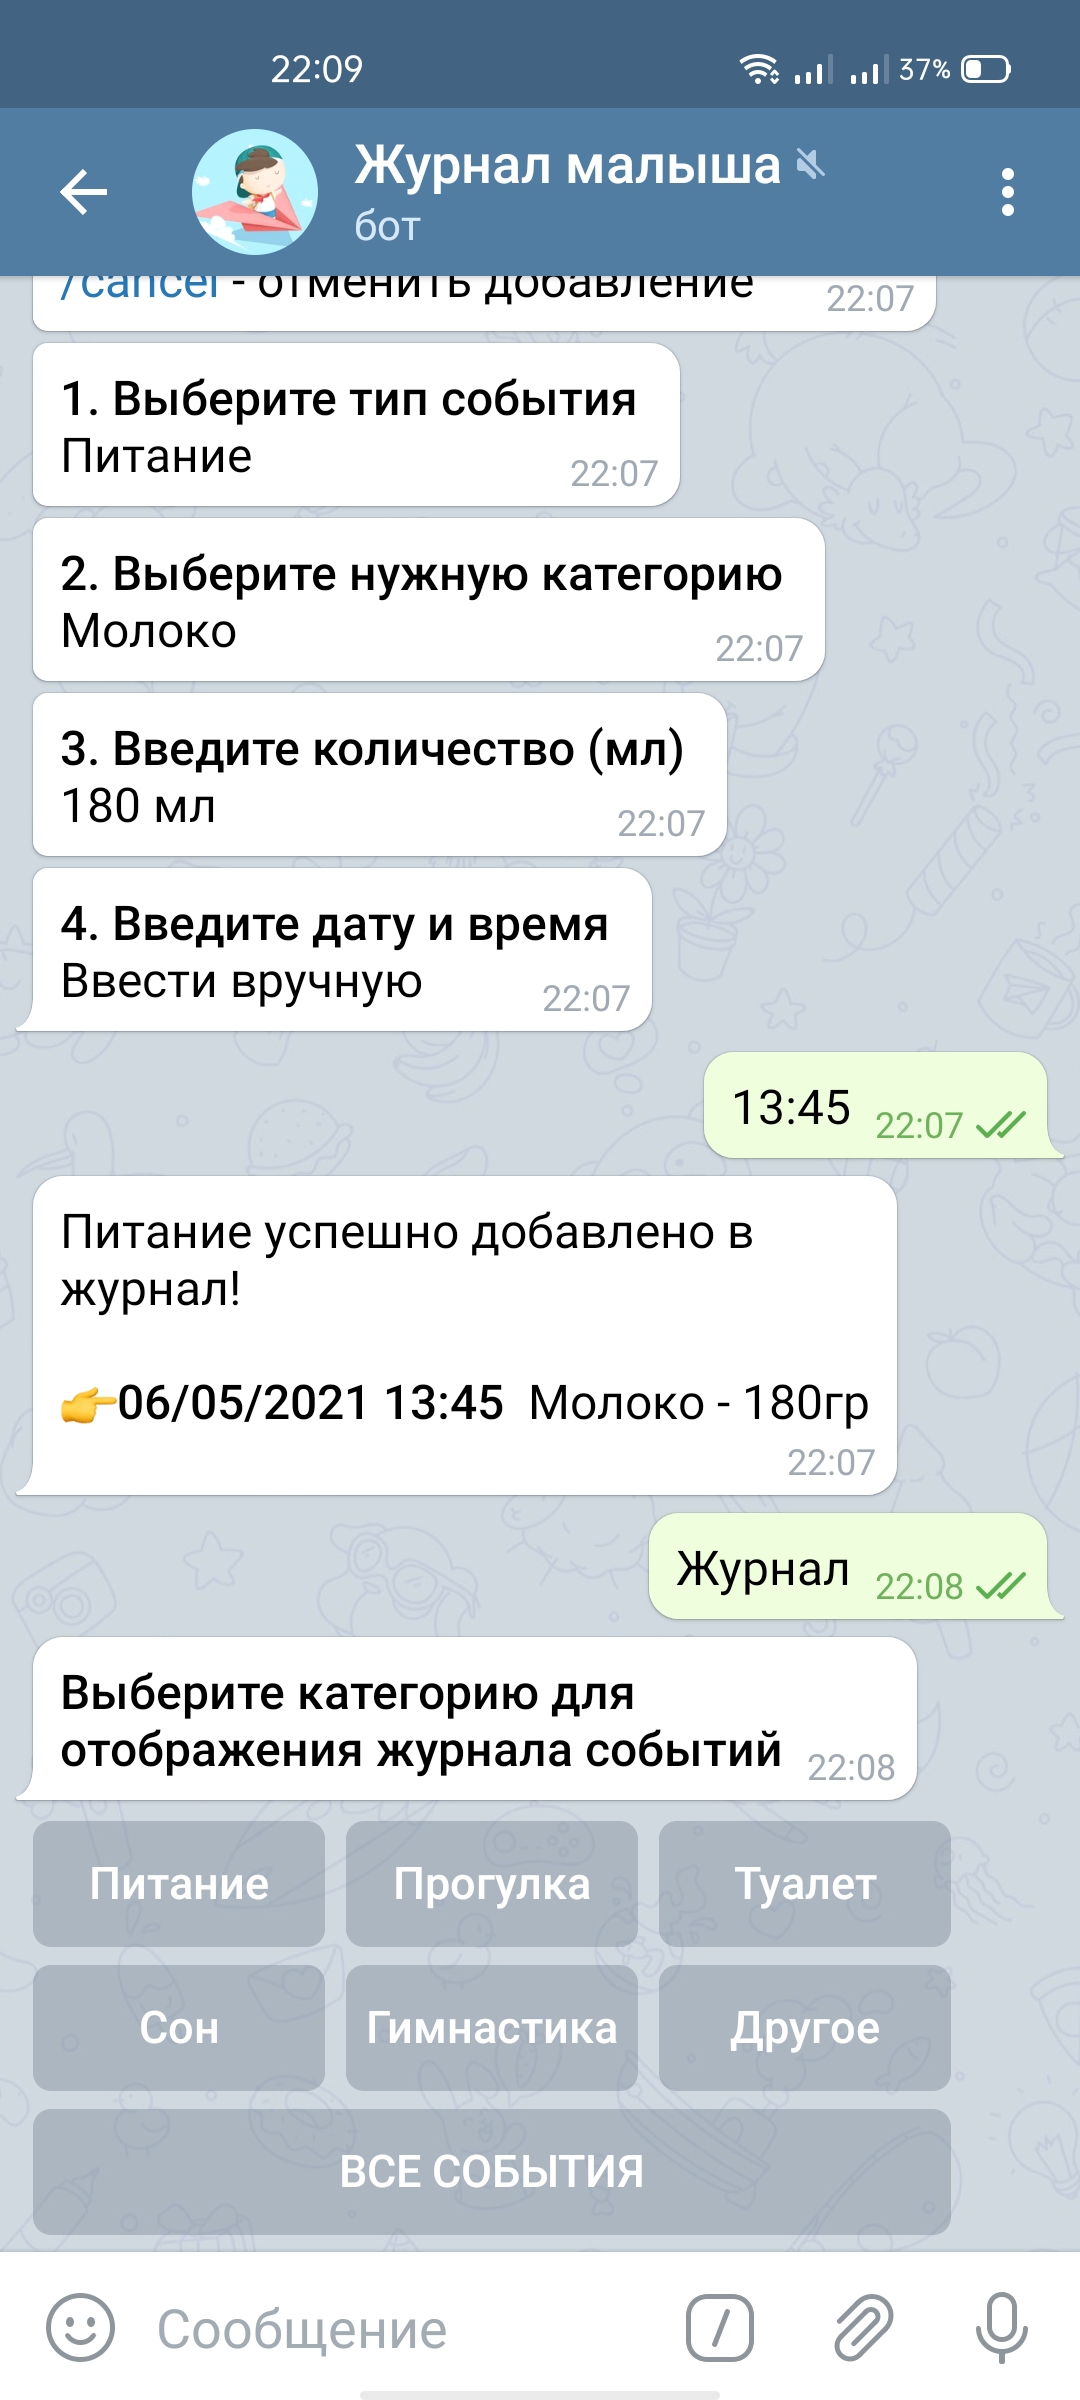 22:09
37%
Журнал малыша
бот
/cancel - отменить добавление
22:07
1. Выберите тип события
Питание
22:07
2. Выберите нужную категорию
Молоко
22:07
3. Введите количество (мл)
180 мл
22:07
4. Введите дату и время
Ввести вручную
22:07
13:45 22:07
Питание успешно добавлено в
журнал!
👉06/05/2021 13:45 Молоко - 180гр
22:07
Журнал 22:08
Выберите категорию для
отображения журнала событий 22:08
Питание Прогулка Туалет
Сон Гимнастика Другое
ВСЕ СОБЫТИЯ
Сообщение